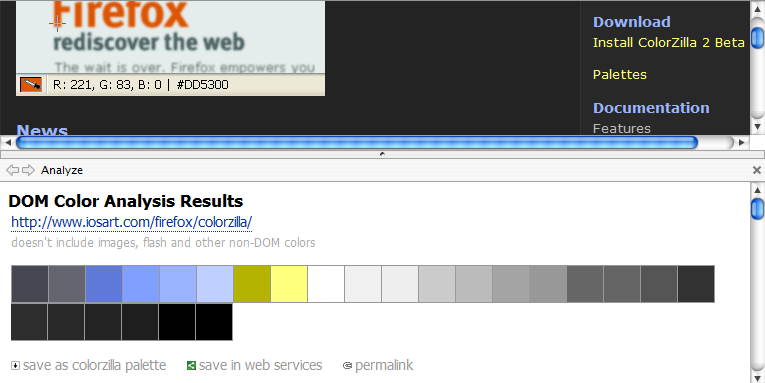 Firefox
rediscover the web
The wait is over. Firefox empowers you
R: 221, G: 83, B: 0 | #DD5300
News
Download
Install ColorZilla 2 Beta
Palettes
Documentation
Features
Analyze
DOM Color Analysis Results
http://www.iosart.com/firefox/colorzilla/
doesn't include images, flash and other non-DOM colors
save as colorzilla palette
save in web services
permalink